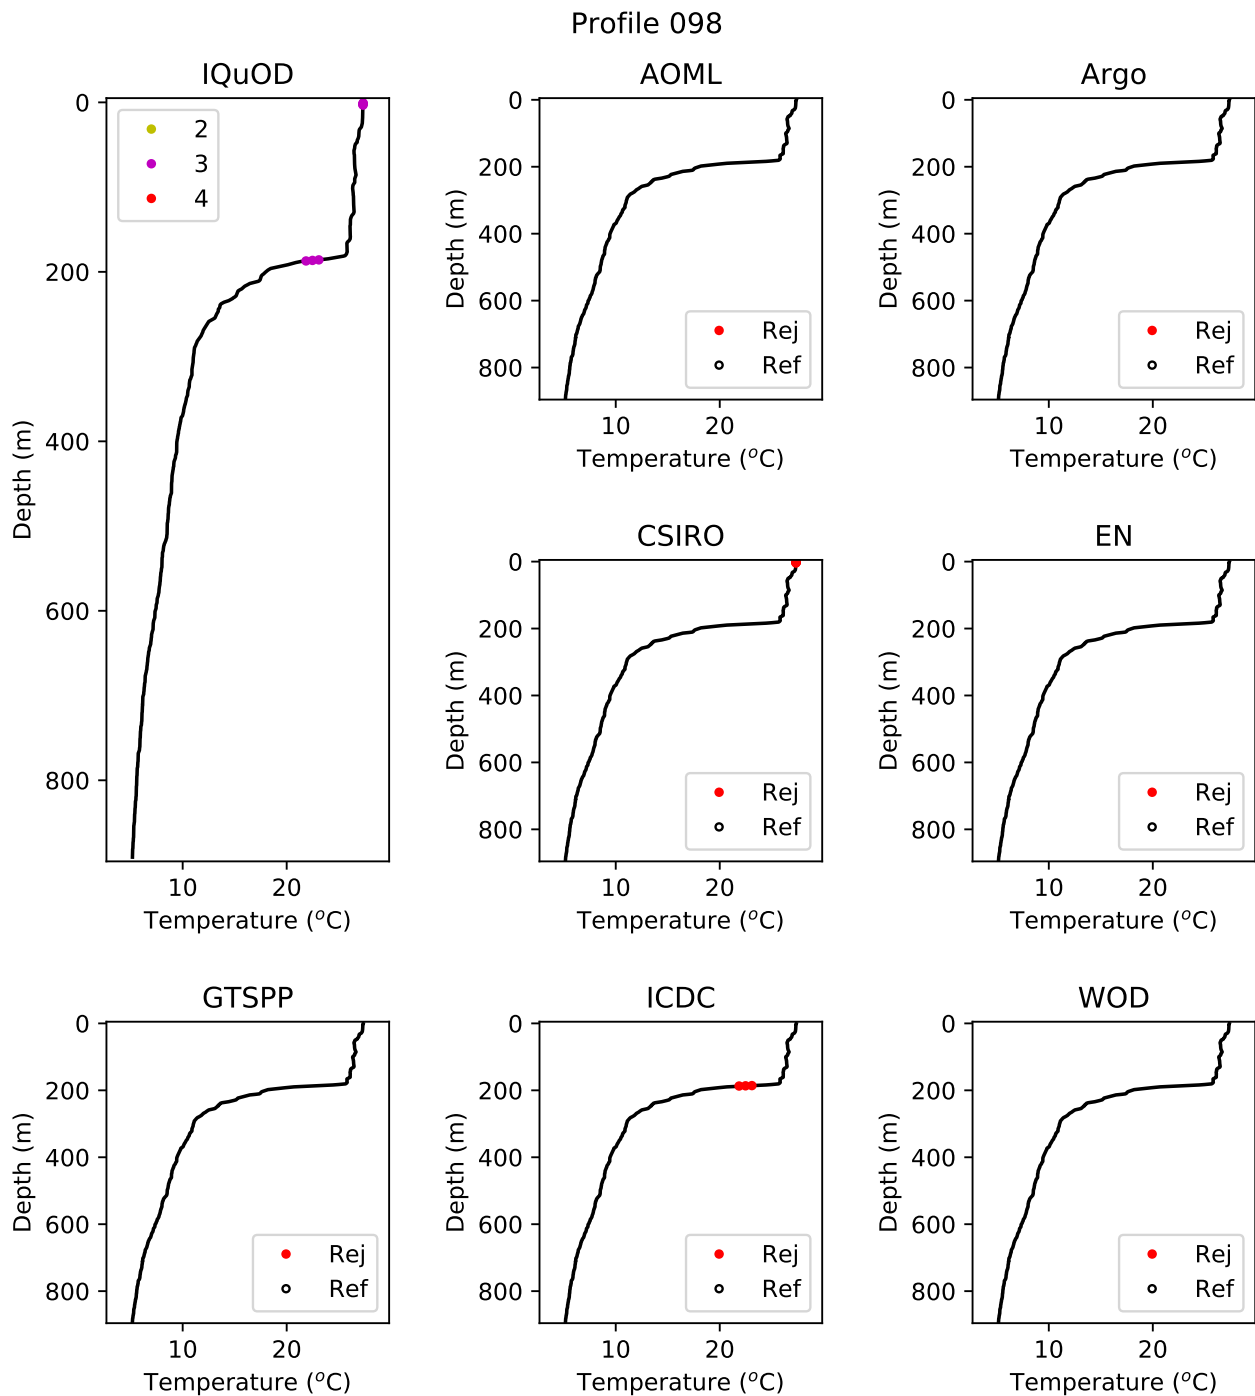 Profile 098
IQuOD
0
200
400
600
800
Depth (m)
2
3
4
10 20
Temperature (°C)
AOML
0
200
400
600
800
Depth (m)
Rej
Ref
10 20
Temperature (°C)
Argo
0
200
400
600
800
Depth (m)
Rej
Ref
10 20
Temperature (°C)
CSIRO
0
200
400
600
800
Depth (m)
Rej
Ref
10 20
Temperature (°C)
EN
0
200
400
600
800
Depth (m)
Rej
Ref
10 20
Temperature (°C)
GTSPP
0
200
400
600
800
Depth (m)
Rej
Ref
10 20
Temperature (°C)
ICDC
0
200
400
600
800
Depth (m)
Rej
Ref
10 20
Temperature (°C)
WOD
0
200
400
600
800
Depth (m)
Rej
Ref
10 20
Temperature (°C)